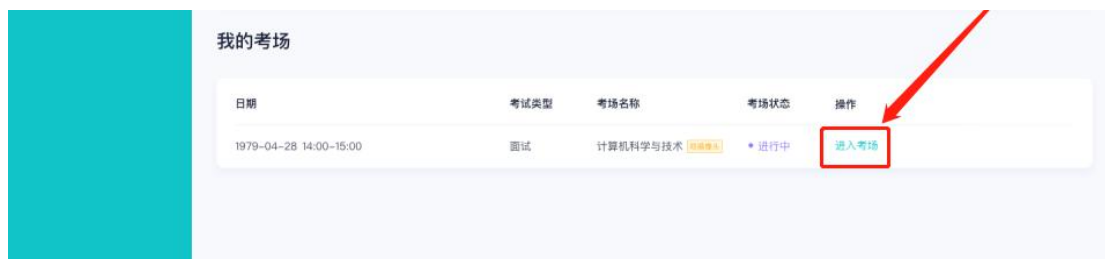 我的考场
日期 考试类型 考场名称 考场状态 操作
1979-04-28 14:00-15:00 面试 计算机科学与技术 进行中 进入考场